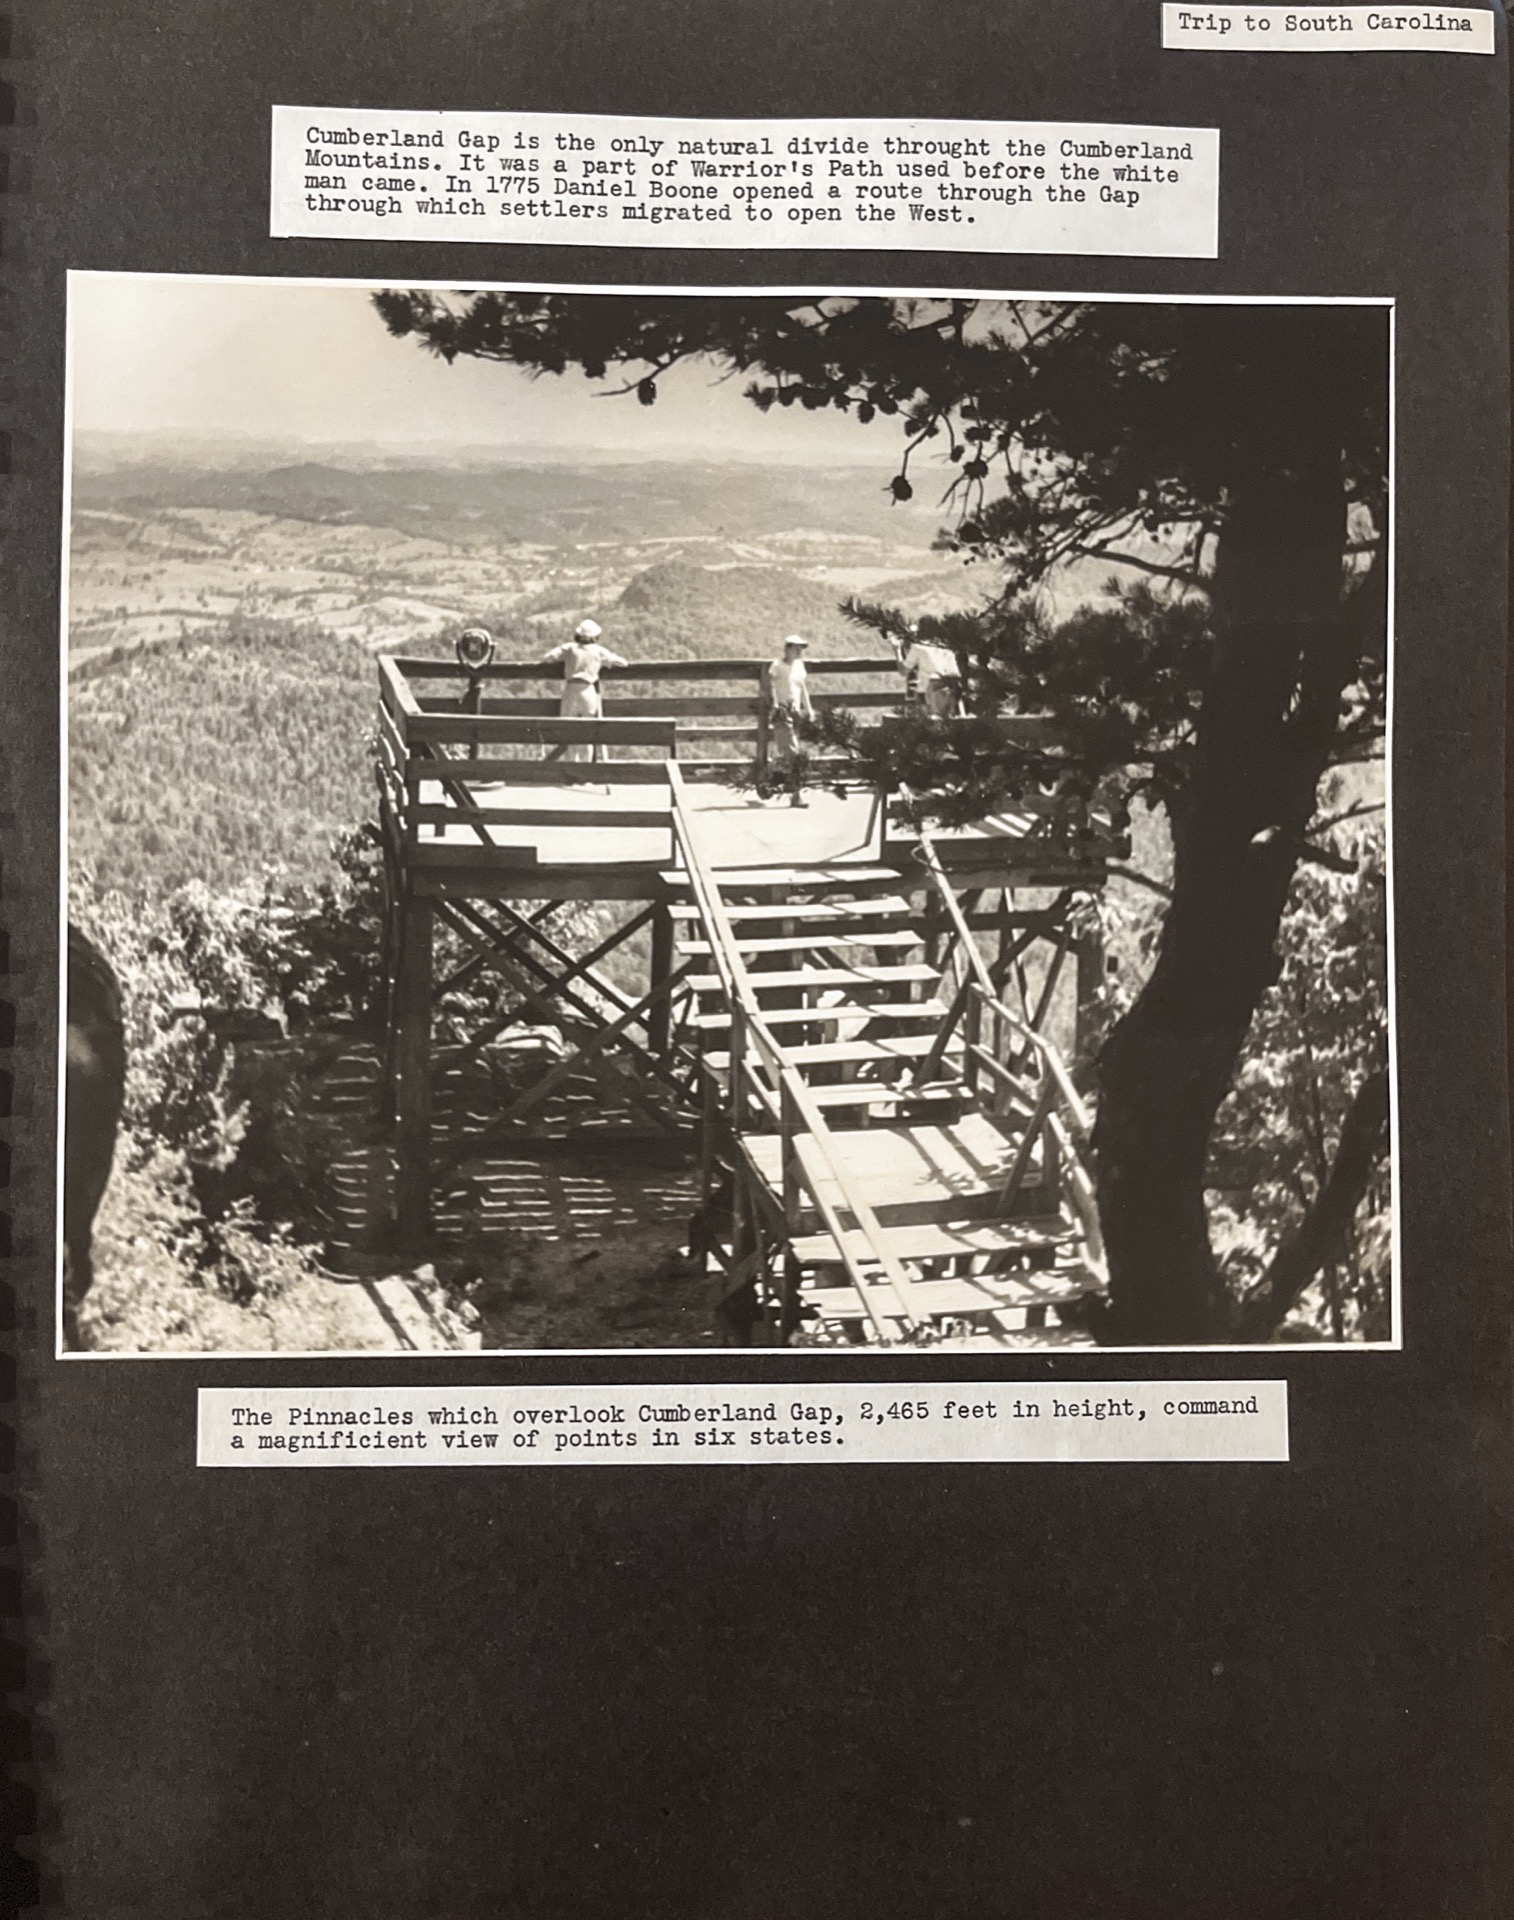 Trip to South Carolina
Cumberland Gap is the only natural divide throught the Cumberland
Mountains. It was a part of Warrior's Path used before the white
man came. In 1775 Daniel Boone opened a route through the Gap
through which settlers migrated to open the West.
The Pinnacles which overlook Cumberland Gap, 2,465 feet in height, command
a magnificient view of points in six states.